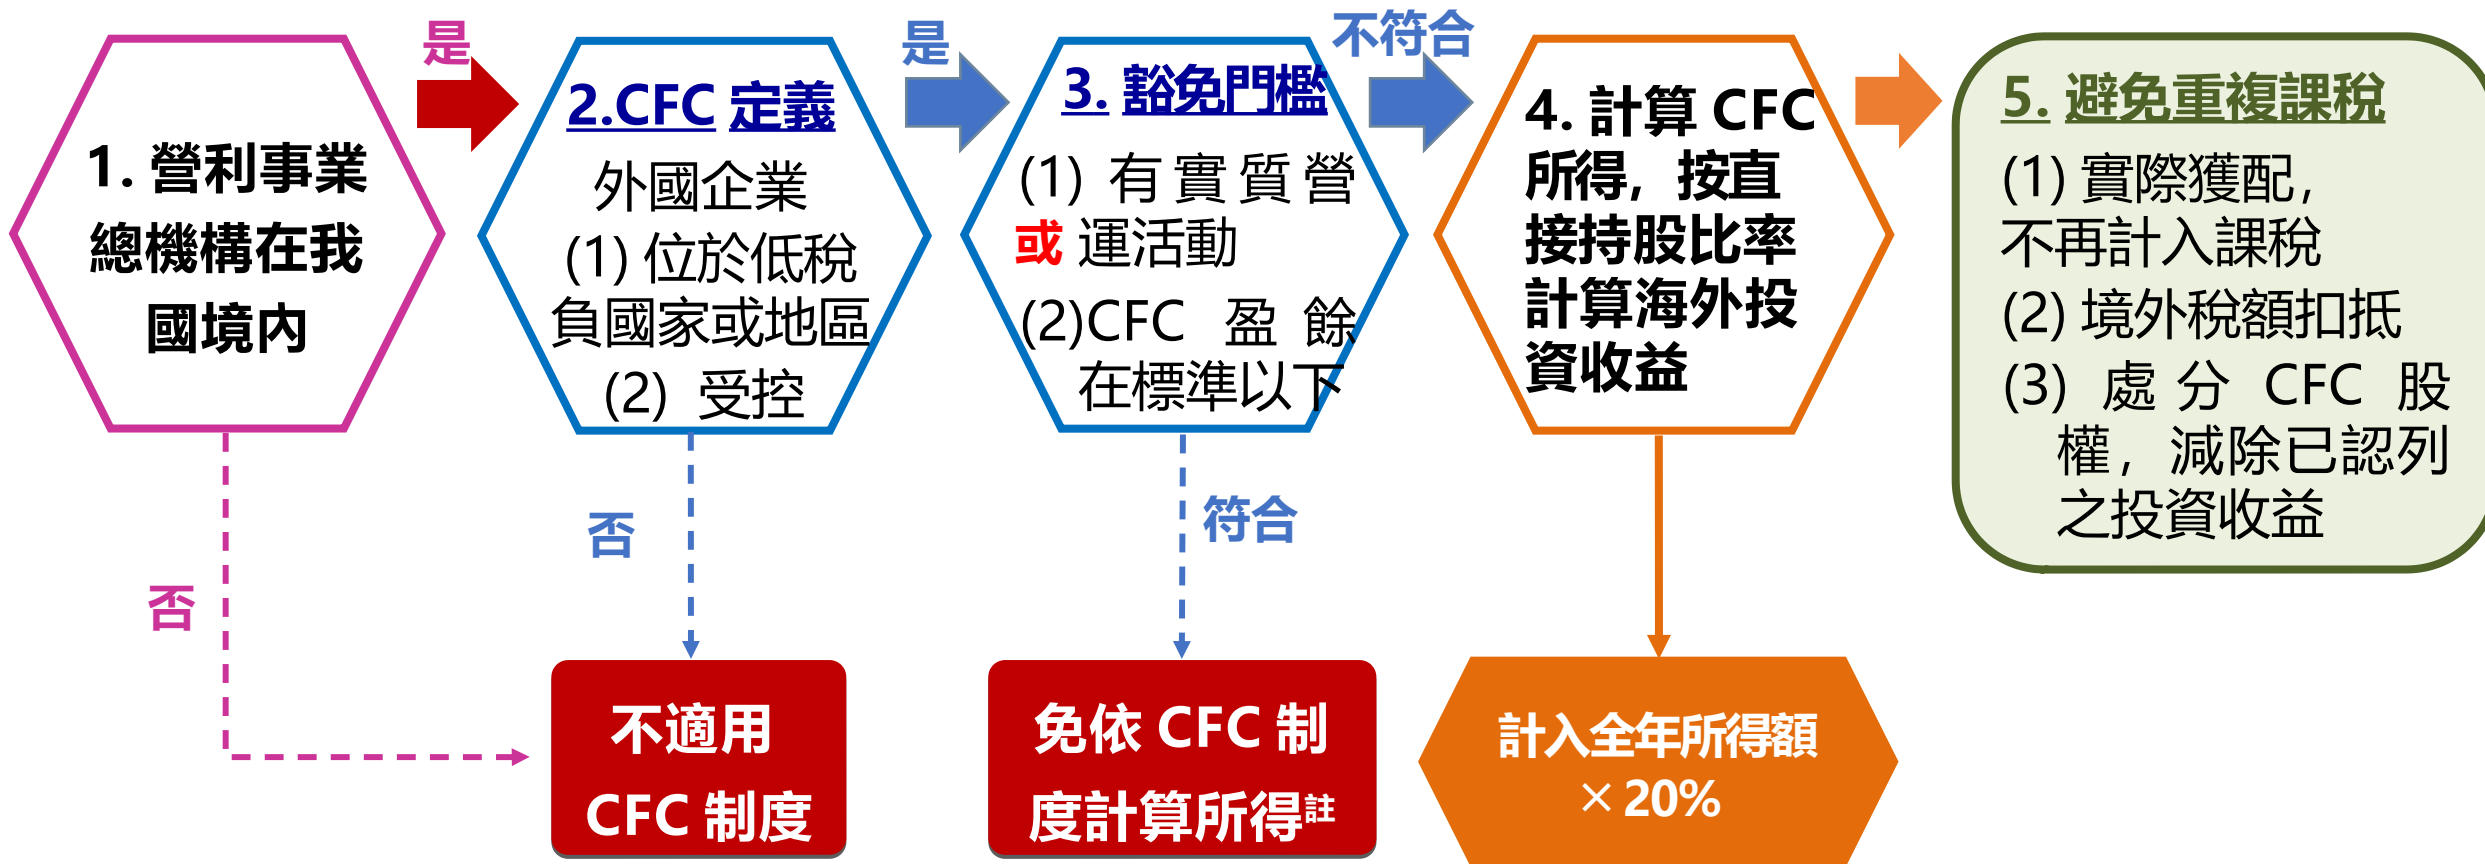 1. 營利事業
總機構在我
國境內
是
2.CFC 定義
外國企業
(1) 位於低稅
負國家或地區
(2) 受控
是
3. 豁免門檻
(1) 有實質營
或 運活動
(2)CFC 盈餘
在標準以下
不符合
4. 計算 CFC
所得，按直
接持股比率
計算海外投
資收益
5. 避免重複課稅
(1) 實際獲配，
不再計入課稅
(2) 境外稅額扣抵
(3) 處分 CFC 股
權，減除已認列
之投資收益
否
否
符合
不適用
CFC 制度
免依 CFC 制
度計算所得註
計入全年所得額
×20%